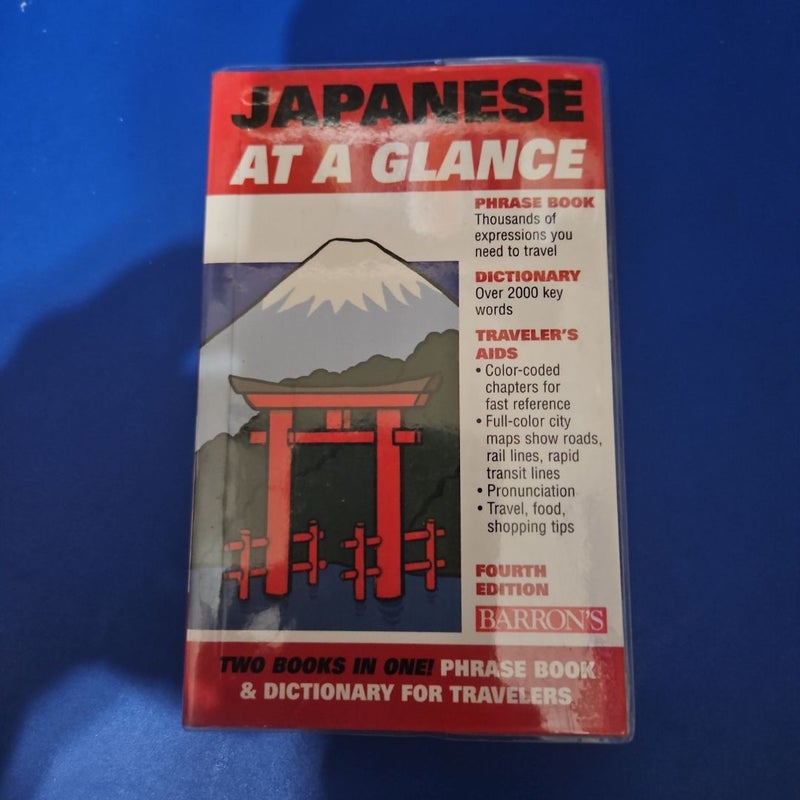 JAPANESE
AT A GLANCE
PHRASE BOOK
Thousands of
expressions you
need to travel
DICTIONARY
Over 2000 key
words
TRAVELER'S
AIDS
• Color-coded
chapters for
fast reference
• Full-color city
maps show roads,
rail lines, rapid
transit lines
• Pronunciation
• Travel, food,
shopping tips
FOURTH
EDITION
BARRON'S
TWO BOOKS IN ONE! PHRASE BOOK
& DICTIONARY FOR TRAVELERS